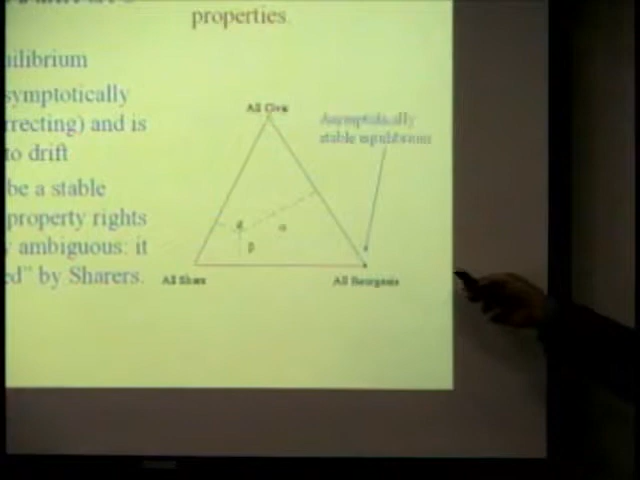 properties.
uilibrium
symptotically
rrecting) and is
to drift
be a stable
property rights
ambiguous: it
ed" by Sharers.
All
Asymptotically
stable equilibrium
α
β
All Share
All Bourgeois